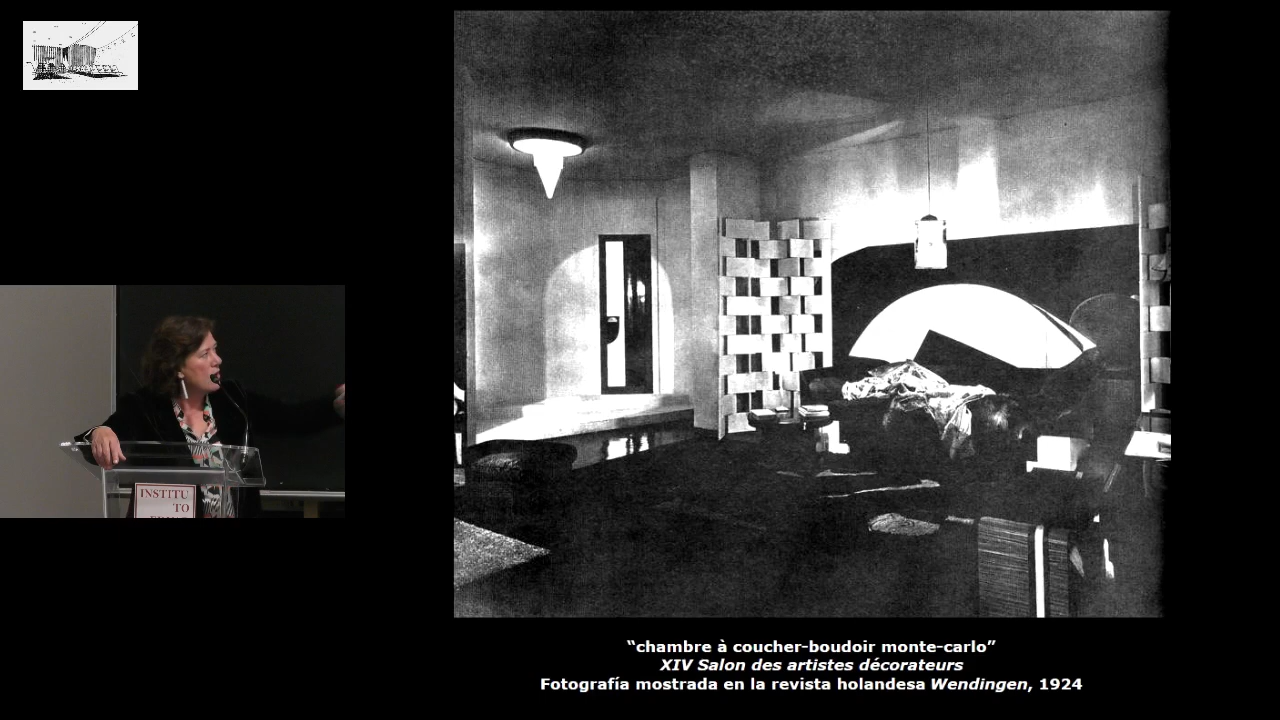 INSTITU
TO
“chambre à coucher-boudoir monte-carlo”
XIV Salon des artistes décorateurs
Fotografía mostrada en la revista holandesa Wendingen, 1924